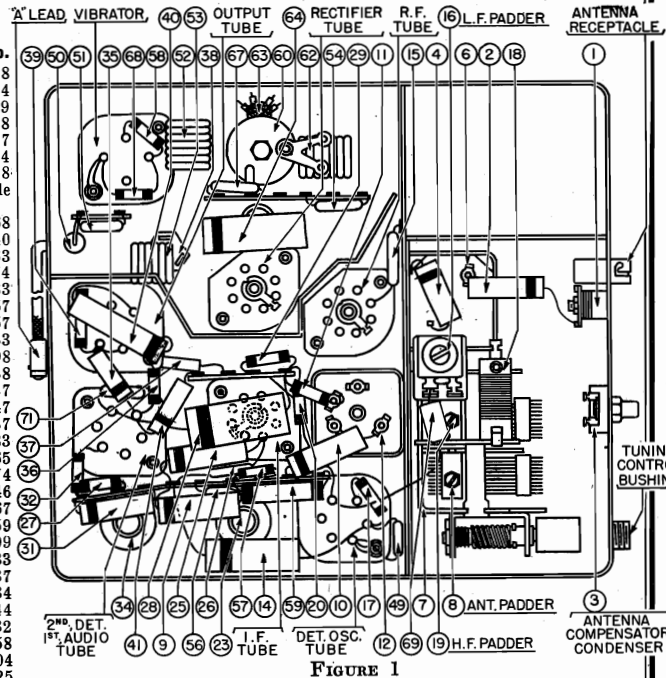 "A" LEAD VIBRATOR 40 53 OUTPUT TUBE 64 RECTIFIER TUBE R.F. TUBE 16 L.F. PADDER ANTENNA RECEPTACLE
39 50 51 35 68 58 52 38 67 63 60 62 54 29 11 15 4 6 2 18 1
71
37
36
32
27
31
TUNING CONTROL BUSHING
34 28 25 26 57 14 59 20 10 17 49 7 8 ANT. PADDER 3
2ND. DET. 1ST. AUDIO TUBE 41 9 56 23 I.F. TUBE DET. OSC. TUBE 12 69 19 H.F. PADDER ANTENNA COMPENSATOR CONDENSER
FIGURE 1